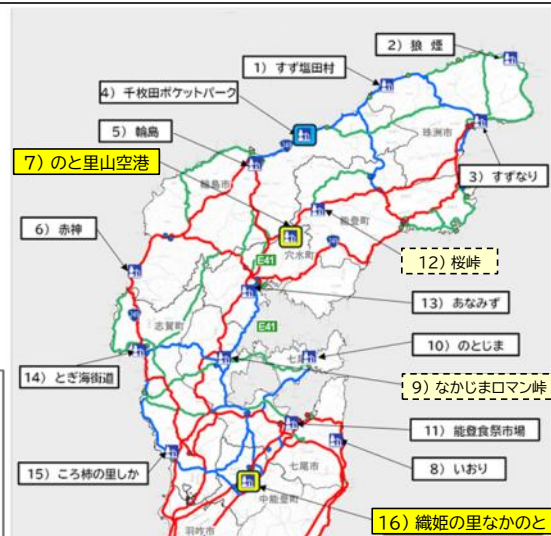 2）狼 煙
1）すず塩田村
4）千枚田ポケットパーク
珠洲市
5）輪島
7）のと里山空港
輪島市
3）すずなり
能登町
6）赤神
穴水町
12）桜峠
E41
13）あなみず
志賀町
E41
七尾
10）のとじま
14）とぎ海街道
9）なかじまロマン峠
11）能登食祭市場
15）ころ柿の里しか
七尾市
8）いおり
中能登町
16）織姫の里なかのと
羽咋市